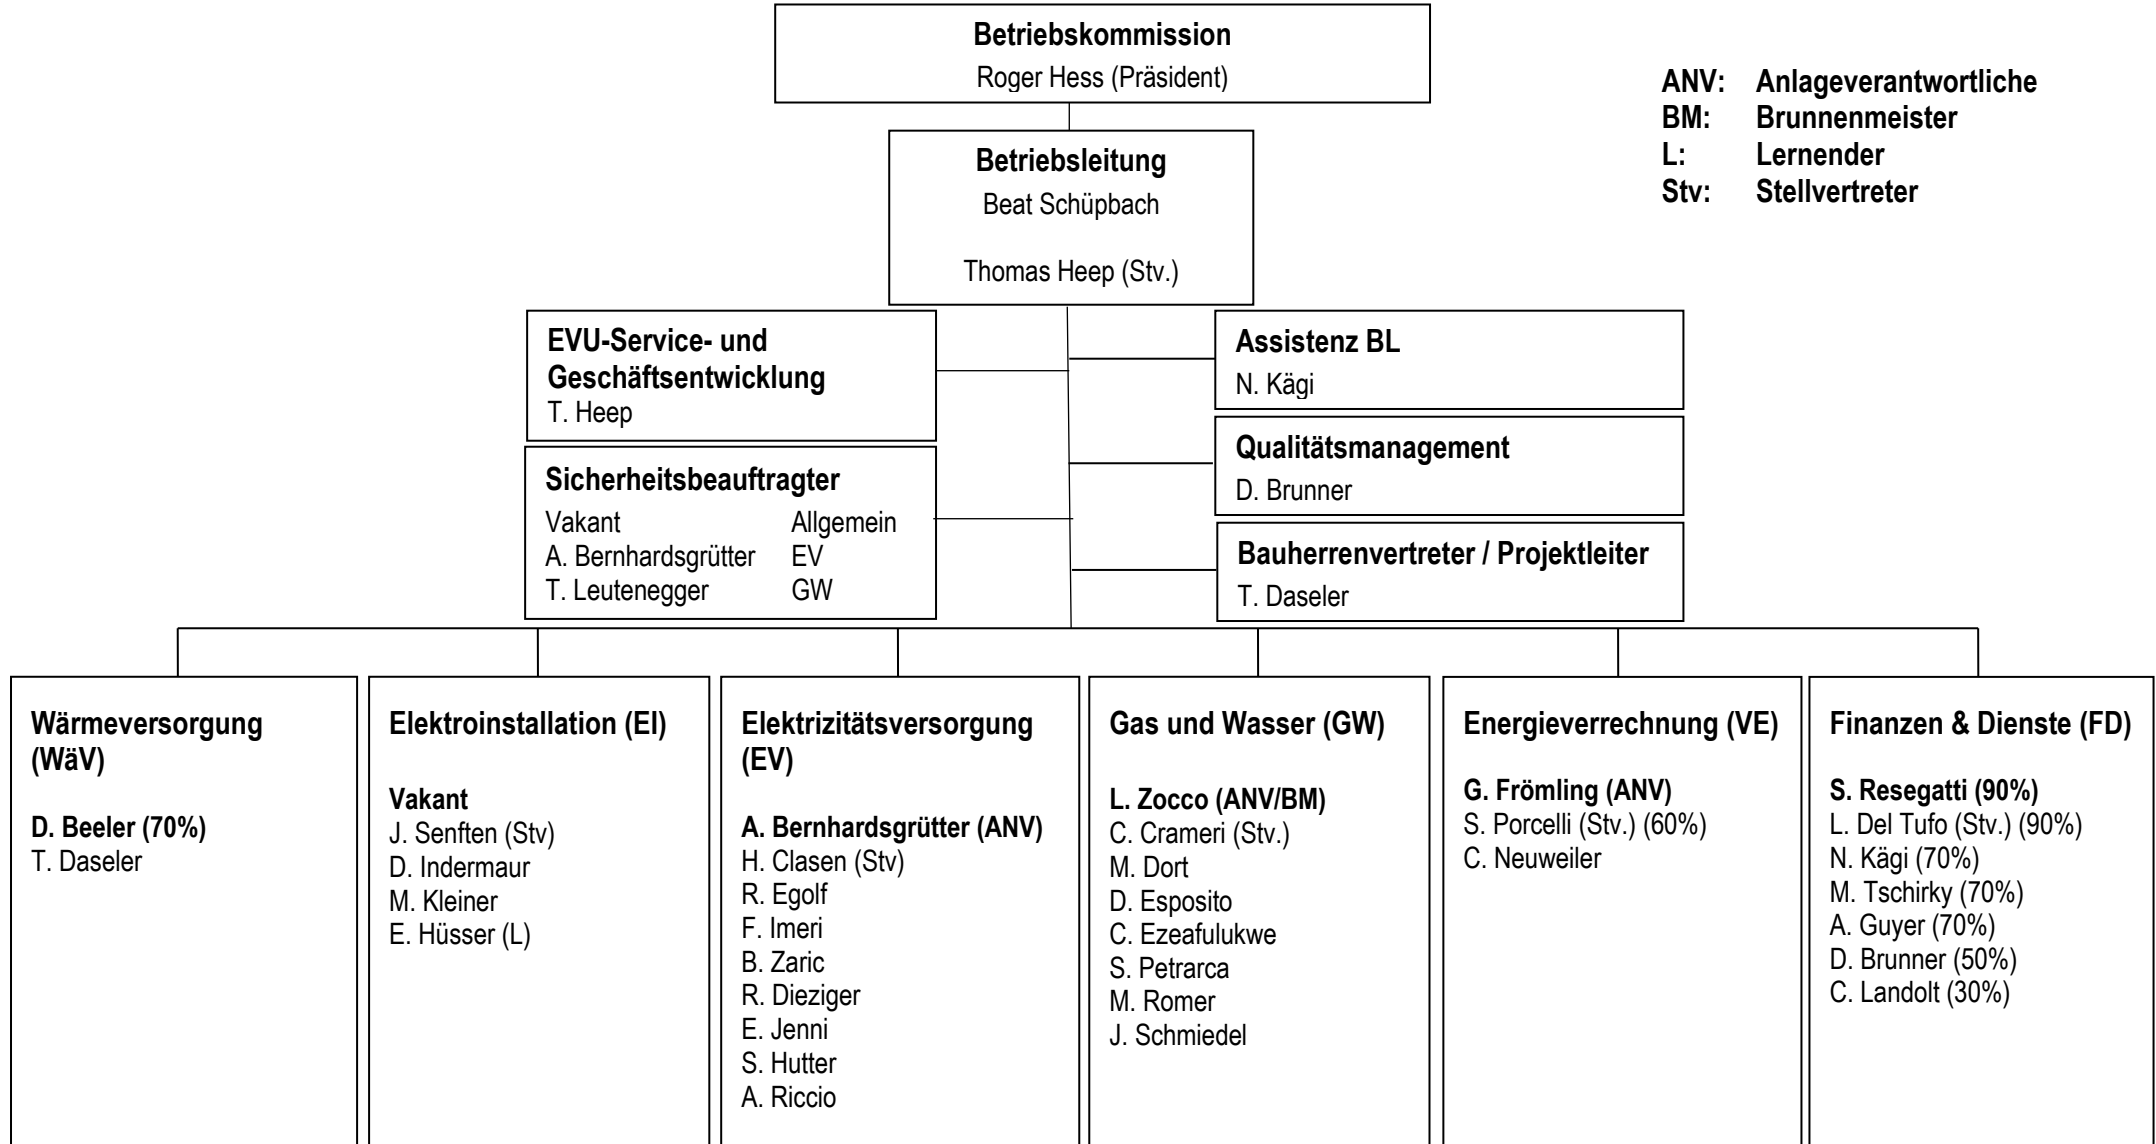 Betriebskommission
Roger Hess (Präsident)
ANV: Anlageverantwortliche
BM: Brunnenmeister
L: Lernender
Stv: Stellvertreter
Betriebsleitung
Beat Schüpbach
Thomas Heep (Stv.)
EVU-Service- und
Geschäftsentwicklung
T. Heep
Assistenz BL
N. Kägi
Sicherheitsbeauftragter
Vakant Allgemein
A. Bernhardsgrütter EV
T. Leutenegger GW
Qualitätsmanagement
D. Brunner
Bauherrenvertreter / Projektleiter
T. Daseler
Wärmeversorgung
(WäV)
D. Beeler (70%)
T. Daseler
Elektroinstallation (EI)
Vakant
J. Senften (Stv)
D. Indermaur
M. Kleiner
E. Hüsser (L)
Elektrizitätsversorgung
(EV)
A. Bernhardsgrütter (ANV)
H. Clasen (Stv)
R. Egolf
F. Imeri
B. Zaric
R. Dieziger
E. Jenni
S. Hutter
A. Riccio
Gas und Wasser (GW)
L. Zocco (ANV/BM)
C. Crameri (Stv.)
M. Dort
D. Esposito
C. Ezeafulukwe
S. Petrarca
M. Romer
J. Schmiedel
Energieverrechnung (VE)
G. Frömling (ANV)
S. Porcelli (Stv.) (60%)
C. Neuweiler
Finanzen & Dienste (FD)
S. Resegatti (90%)
L. Del Tufo (Stv.) (90%)
N. Kägi (70%)
M. Tschirky (70%)
A. Guyer (70%)
D. Brunner (50%)
C. Landolt (30%)